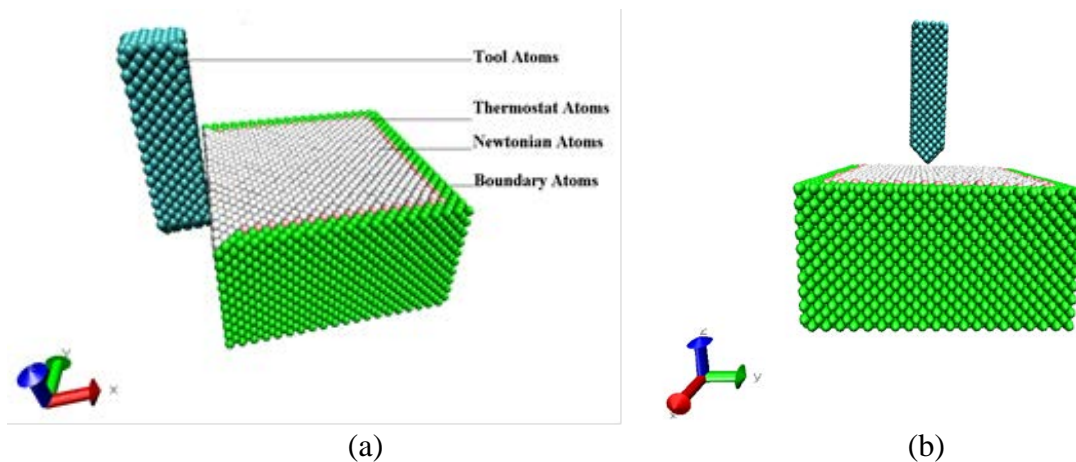 Tool Atoms
Thermostat Atoms
Newtonian Atoms
Boundary Atoms
y
x
z
y
x
(a)
(b)